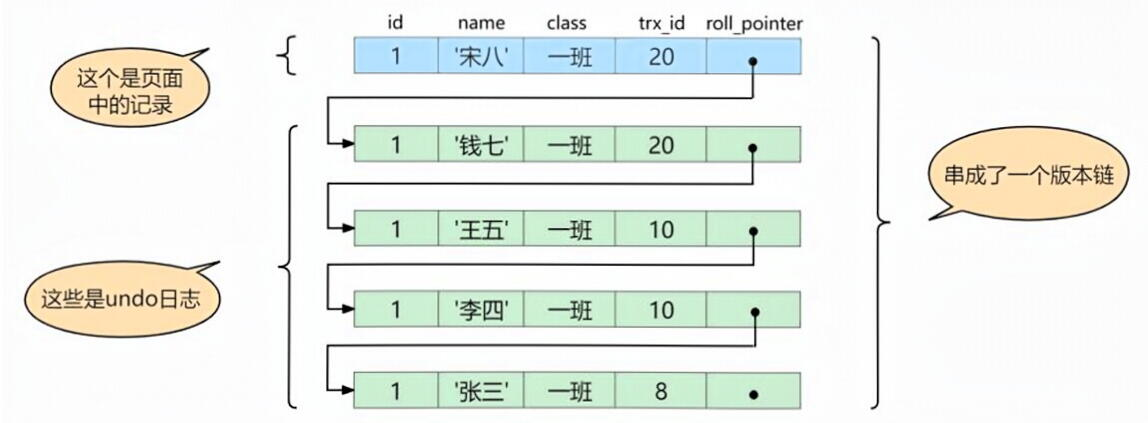 id name class trx_id roll_pointer
1 '宋八' 一班 20
这个是页面
中的记录
1 '钱七' 一班 20
串成了一个版本链
1 '王五' 一班 10
这些是undo日志
1 '李四' 一班 10
1 '张三' 一班 8